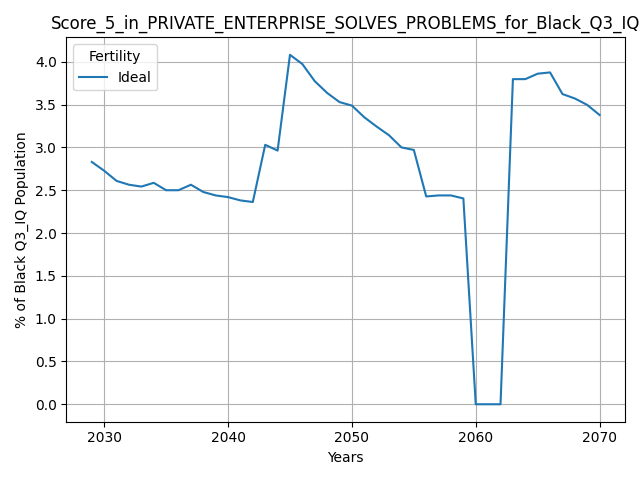 Score_5_in_PRIVATE_ENTERPRISE_SOLVES_PROBLEMS_for_Black_Q3_IQ
Fertility
Ideal
4.0
3.5
3.0
2.5
2.0
1.5
1.0
0.5
0.0
% of Black Q3_IQ Population
2030 2040 2050 2060 2070
Years